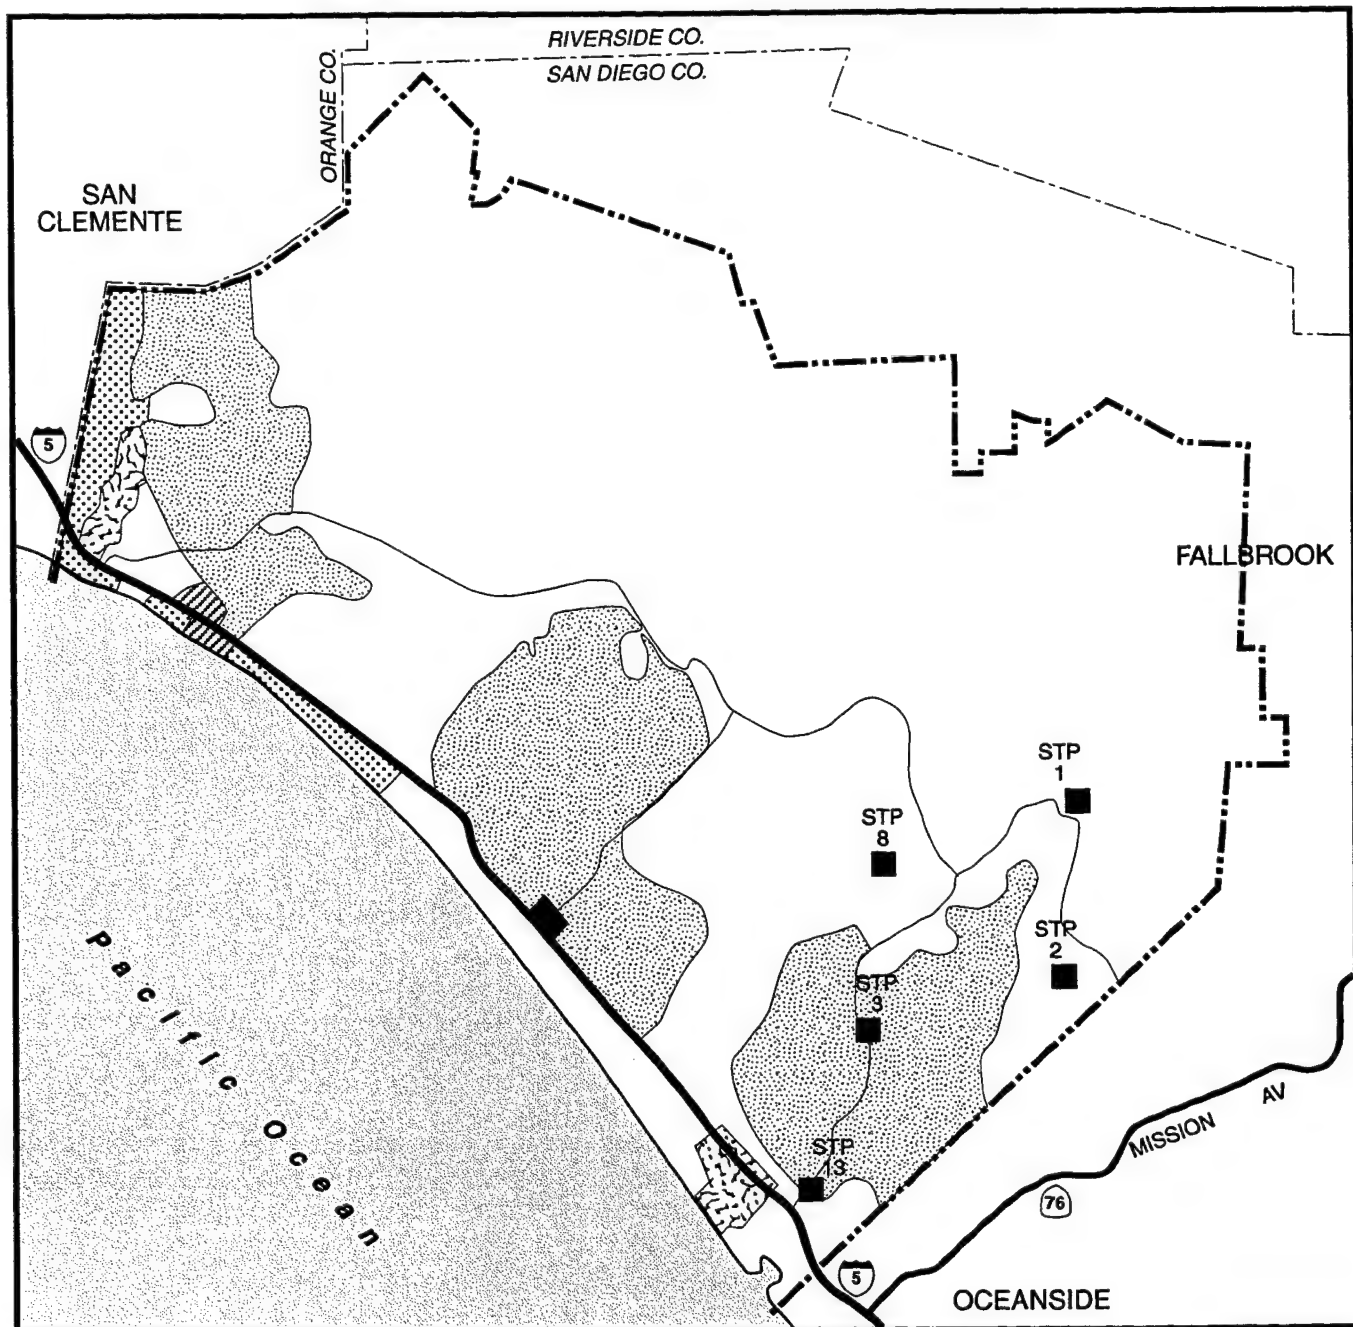 RIVERSIDE CO.
SAN DIEGO CO.
ORANGE CO.
SAN
CLEMENTE
5
FALLBROOK
STP
1
STP
8
STP
2
STP
3
STP
13
Pacific Ocean
MISSION AV
76
5
OCEANSIDE